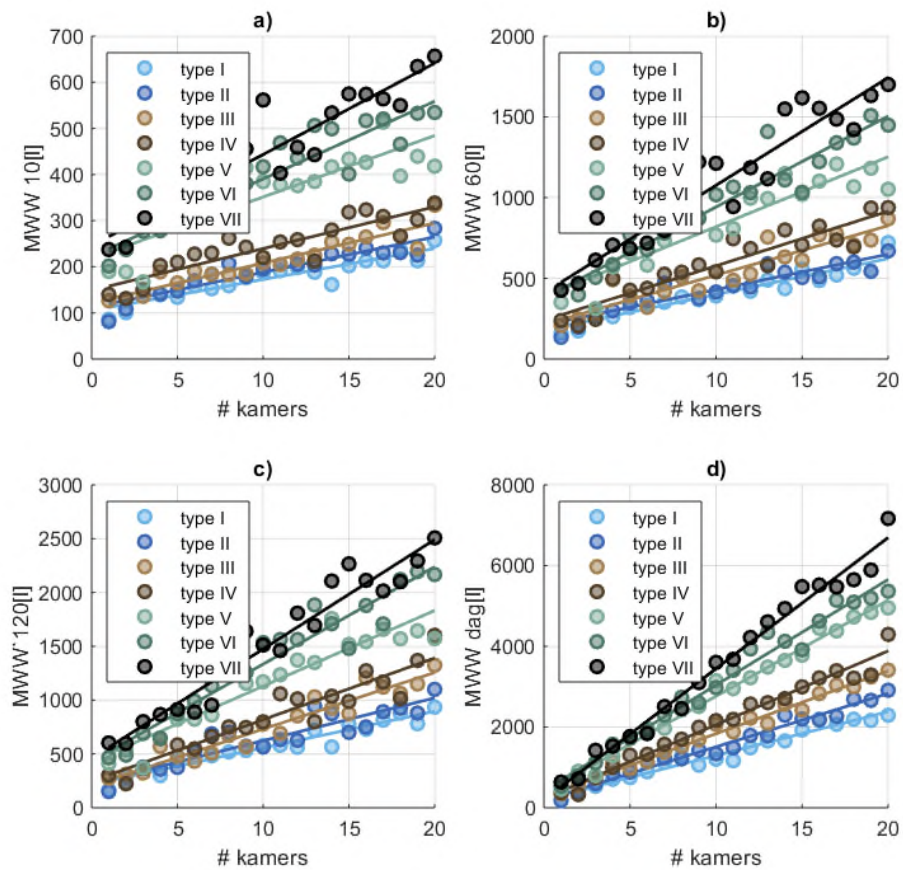 a)
MWW 10[l]
700
600
500
400
300
200
100
0
type I
type II
type III
type IV
type V
type VI
type VII
0
5
10
15
20
# kamers
b)
MWW 60[l]
2000
1500
1000
500
0
type I
type II
type III
type IV
type V
type VI
type VII
0
5
10
15
20
# kamers
c)
MWW 120[l]
3000
2500
2000
1500
1000
500
0
type I
type II
type III
type IV
type V
type VI
type VII
0
5
10
15
20
# kamers
d)
MWW dag[l]
8000
6000
4000
2000
0
type I
type II
type III
type IV
type V
type VI
type VII
0
5
10
15
20
# kamers